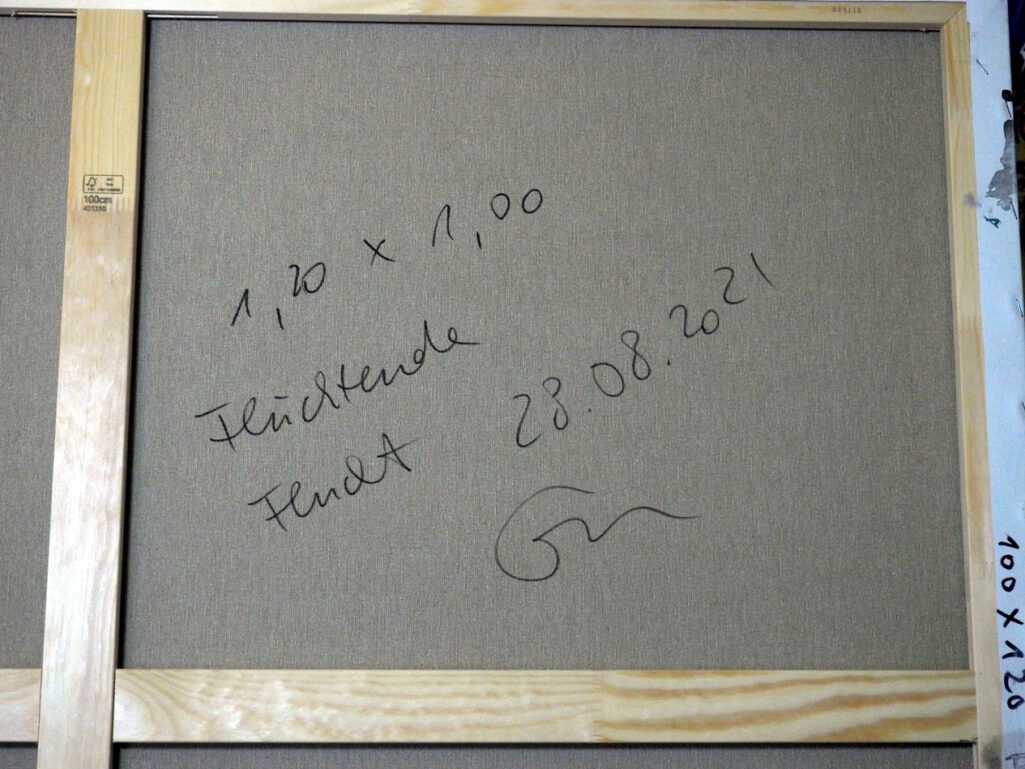 1,20 x 1,00
Flüchtende
Flucht 28.08.2021
100cm
100 X 120